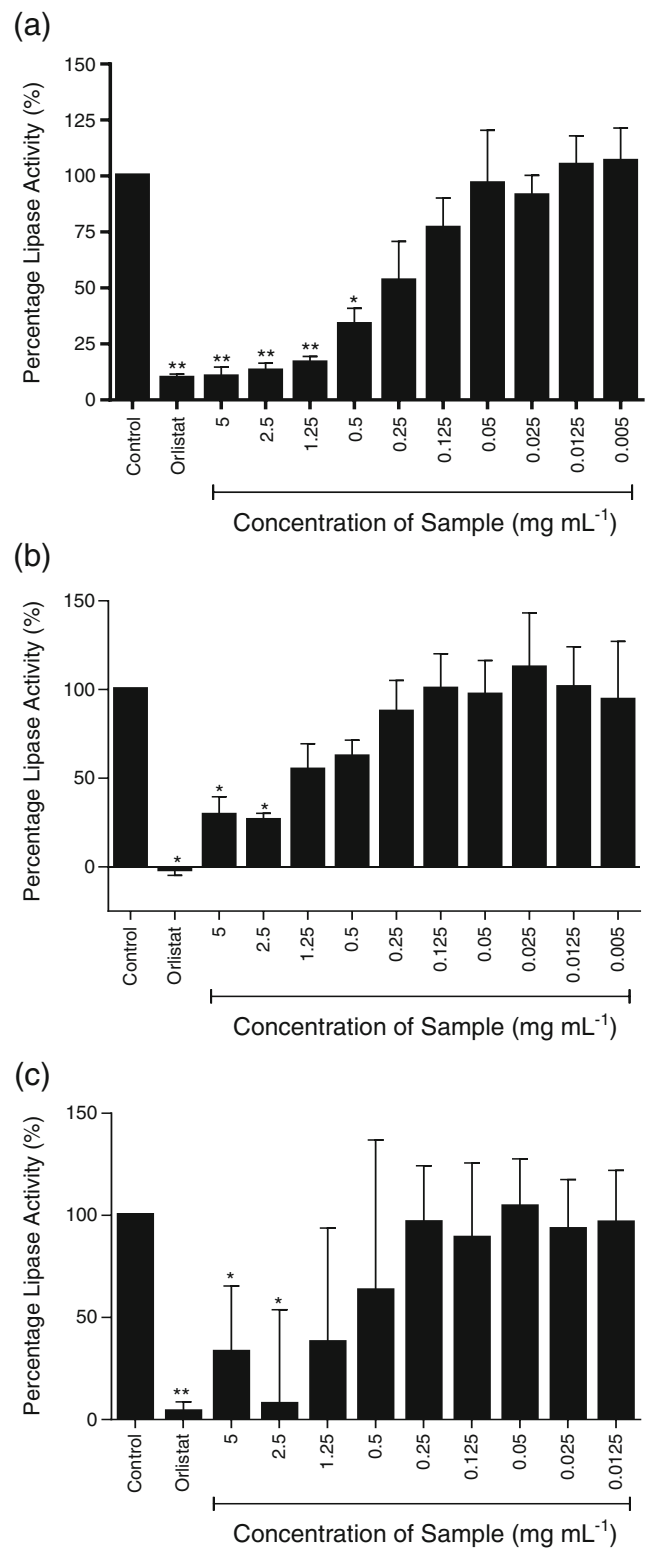 (a)
Percentage Lipase Activity (%)
150
125
100
75
50
25
0
** ** ** ** *
Control Orlistat 5 2.5 1.25 0.5 0.25 0.125 0.05 0.025 0.0125 0.005
Concentration of Sample (mg mL⁻¹)
(b)
Percentage Lipase Activity (%)
150
100
50
0
* * *
Control Orlistat 5 2.5 1.25 0.5 0.25 0.125 0.05 0.025 0.0125 0.005
Concentration of Sample (mg mL⁻¹)
(c)
Percentage Lipase Activity (%)
150
100
50
0
** * *
Control Orlistat 5 2.5 1.25 0.5 0.25 0.125 0.05 0.025 0.0125
Concentration of Sample (mg mL⁻¹)